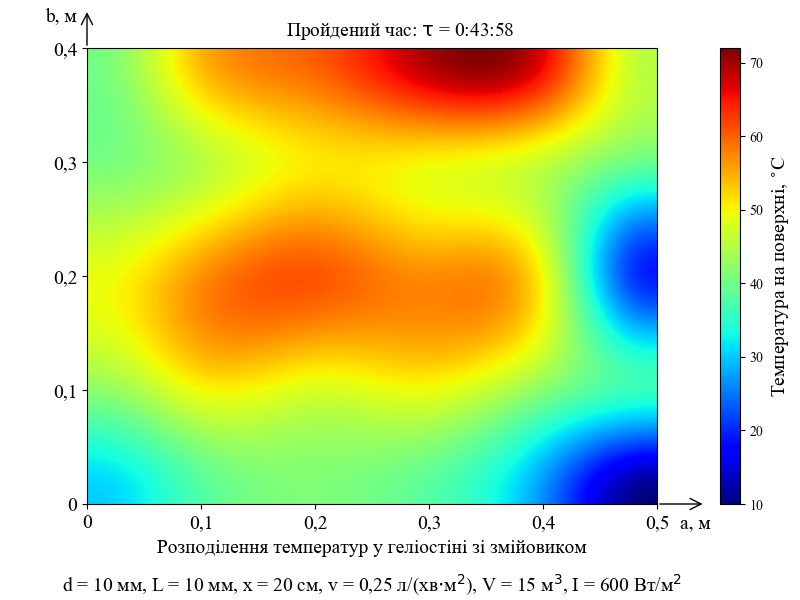 b, м
Пройдений час: τ = 0:43:58
0,4
0,3
0,2
0,1
0
0 0,1 0,2 0,3 0,4 0,5 а, м
70
60
50
40
30
20
10
Температура на поверхні, °C
Розподілення температур у геліостіні зі змійовиком
d = 10 мм, L = 10 мм, x = 20 см, v = 0,25 л/(хв·м²), V = 15 м³, I = 600 Вт/м²